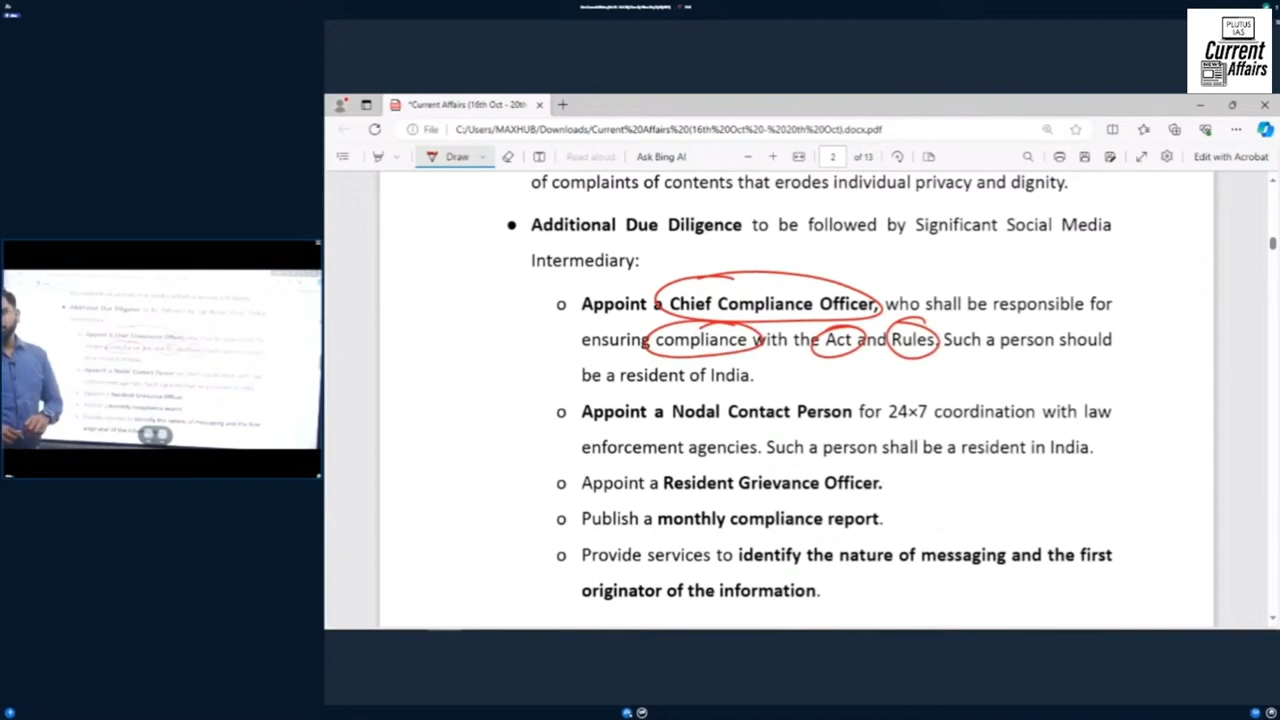 PLUTUS
IAS
Current
NEWS
Affairs
*Current Affairs (16th Oct - 20th
File
C:/Users/MAXHUB/Downloads/Current%20Affairs%20(16th%20Oct%20-%2020th%20Oct).docx.pdf
Draw
Read aloud
Ask Bing AI
2
of 13
Edit with Acrobat
of complaints of contents that erodes individual privacy and dignity.
● Additional Due Diligence to be followed by Significant Social Media
Intermediary:
o Appoint a Chief Compliance Officer, who shall be responsible for
ensuring compliance with the Act and Rules. Such a person should
be a resident of India.
o Appoint a Nodal Contact Person for 24×7 coordination with law
enforcement agencies. Such a person shall be a resident in India.
o Appoint a Resident Grievance Officer.
o Publish a monthly compliance report.
o Provide services to identify the nature of messaging and the first
originator of the information.